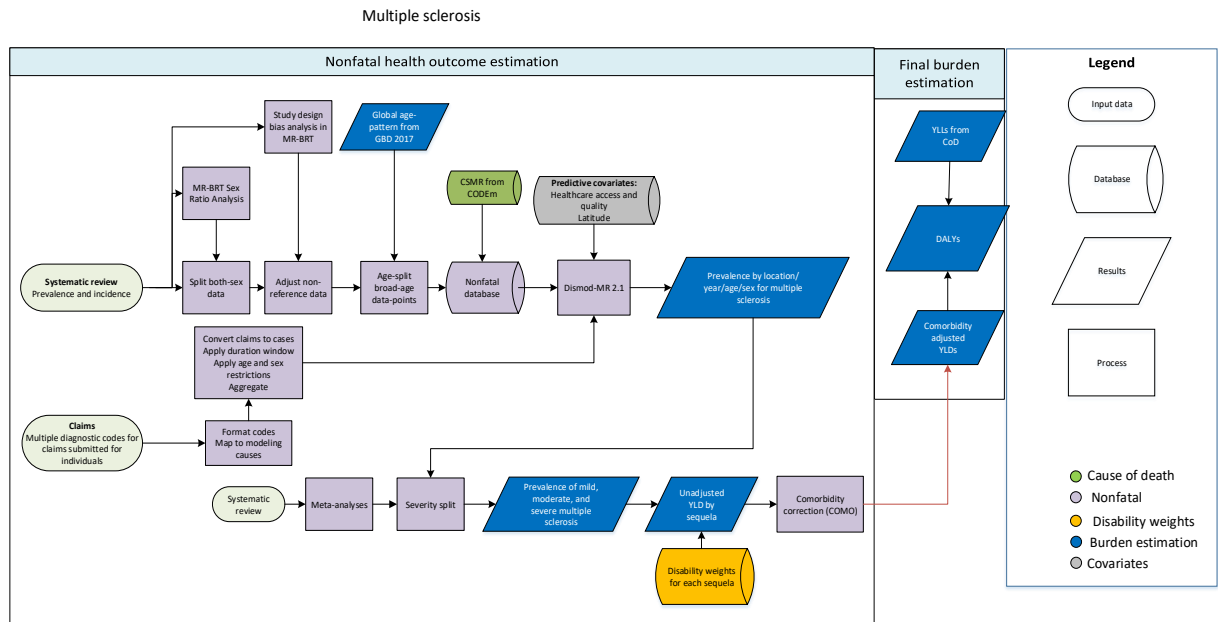 Multiple sclerosis
Nonfatal health outcome estimation
Final burden
estimation
Legend
Study design
bias analysis in
MR-BRT
Global age-
pattern from
GBD 2017
MR-BRT Sex
Ratio Analysis
CSMR from
CODEm
Predictive covariates:
Healthcare access and
quality
Latitude
Systematic review
Prevalence and incidence
Split both-sex
data
Adjust non-
reference data
Age-split
broad-age
data-points
Nonfatal
database
Dismod-MR 2.1
Prevalence by location/
year/age/sex for multiple
sclerosis
Convert claims to cases
Apply duration window
Apply age and sex
restrictions
Aggregate
Claims
Multiple diagnostic codes for
claims submitted for
individuals
Format codes
Map to modeling
causes
Systematic
review
Meta-analyses
Severity split
Prevalence of mild,
moderate, and
severe multiple
sclerosis
Unadjusted
YLD by
sequela
Comorbidity
correction (COMO)
Disability weights
for each sequela
YLLs from
CoD
DALYs
Comorbidity
adjusted
YLDs
Input data
Database
Results
Process
Cause of death
Nonfatal
Disability weights
Burden estimation
Covariates